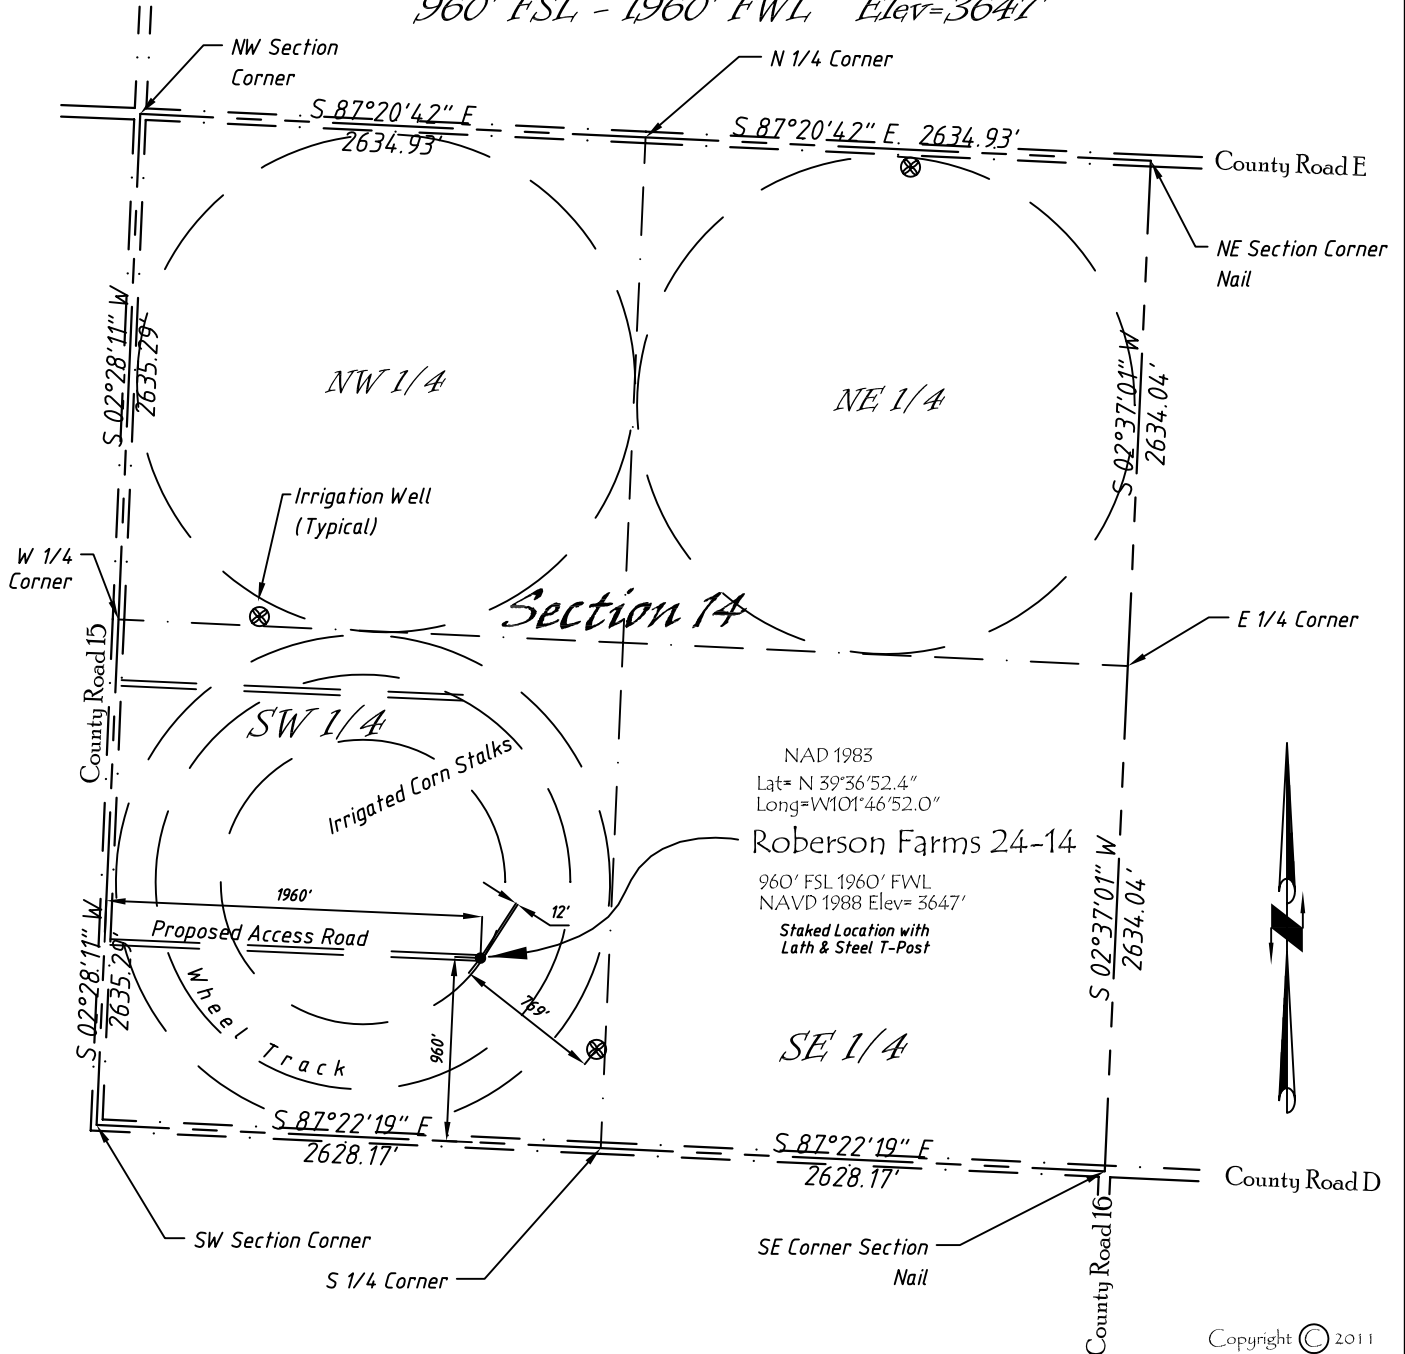 960' FSL - 1960' FWL Elev=3647'
NW Section
Corner
N 1/4 Corner
S 87°20'42" E
2634.93'
S 87°20'42" E. 2634.93'
County Road E
NE Section Corner
Nail
S 02°28'11" W
2635.29'
NW 1/4
NE 1/4
S 02°37'01" W
2634.04'
Irrigation Well
(Typical)
W 1/4
Corner
Section 14
E 1/4 Corner
County Road 15
SW 1/4
Irrigated Corn Stalks
NAD 1983
Lat= N 39°36'52.4"
Long=W101°46'52.0"
Roberson Farms 24-14
960' FSL 1960' FWL
NAVD 1988 Elev= 3647'
Staked Location with
Lath & Steel T-Post
1960'
12'
Proposed Access Road
S 02°28'11" W
2635.29'
Wheel Track
769'
960'
S 02°37'01" W
2634.04'
SE 1/4
S 87°22'19" E
2628.17'
S 87°22'19" E
2628.17'
County Road D
SW Section Corner
S 1/4 Corner
SE Corner Section
Nail
County Road 16
Copyright © 2011